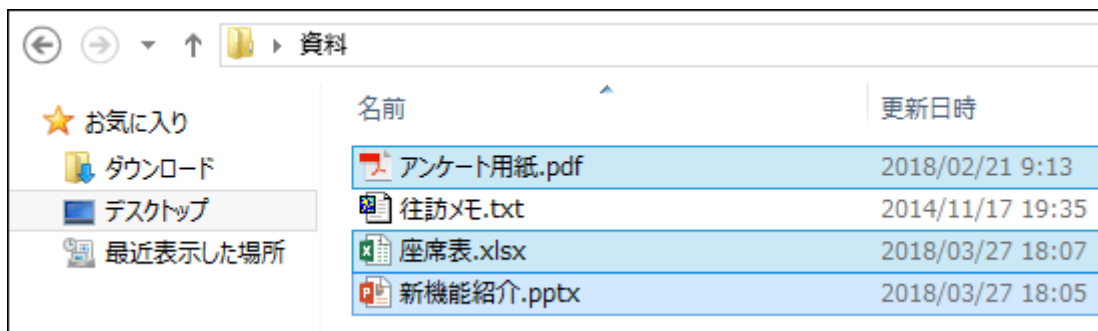 資料
お気に入り
ダウンロード
デスクトップ
最近表示した場所
名前 更新日時
アンケート用紙.pdf 2018/02/21 9:13
往訪メモ.txt 2014/11/17 19:35
座席表.xlsx 2018/03/27 18:07
新機能紹介.pptx 2018/03/27 18:05